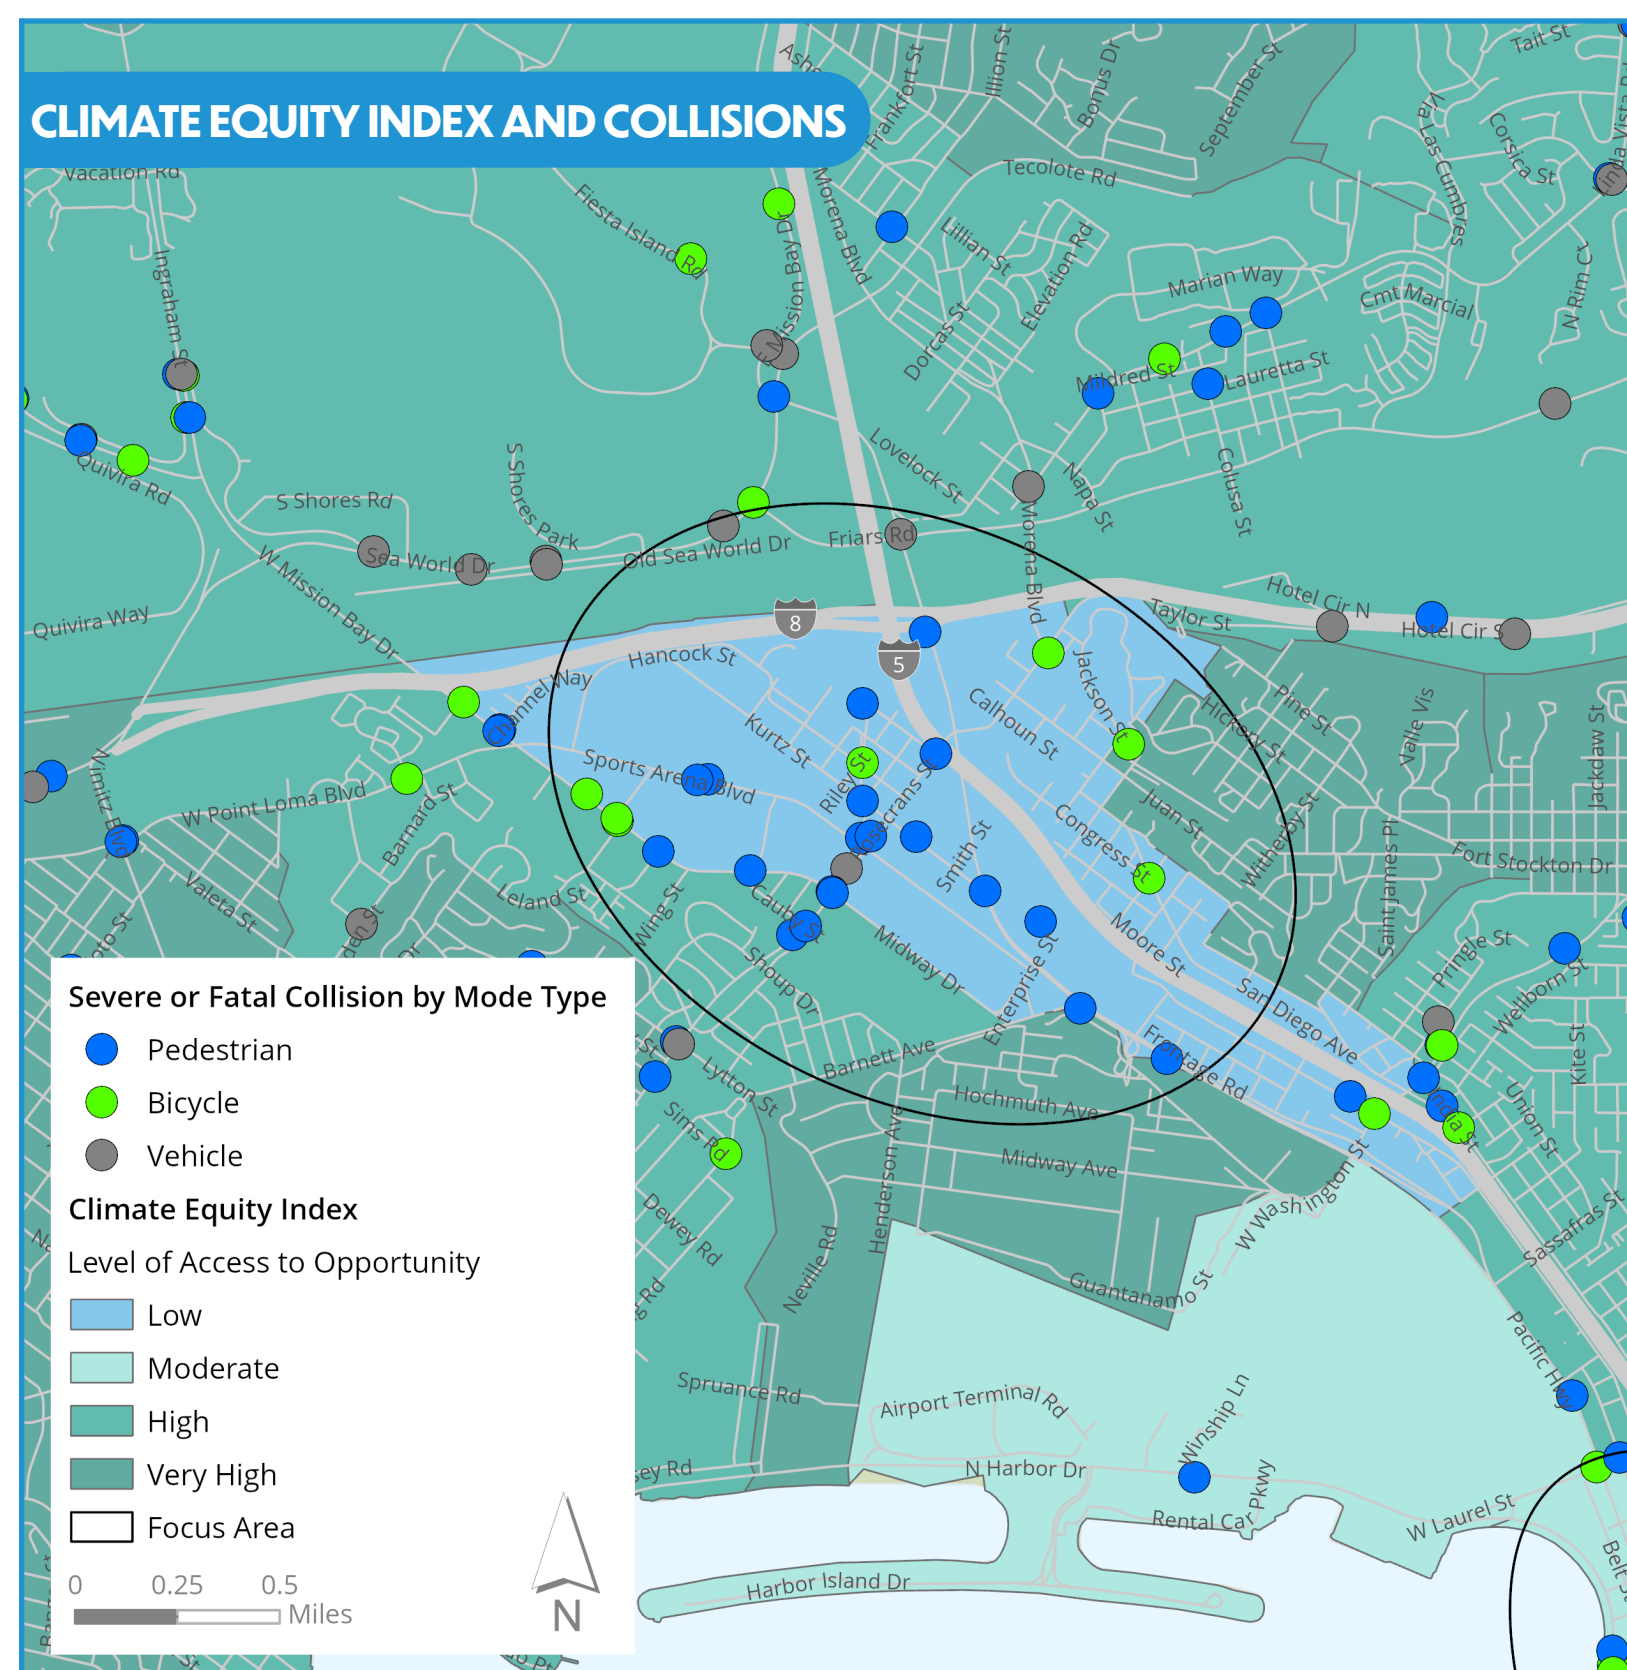 CLIMATE EQUITY INDEX AND COLLISIONS
Tait St
Frankfort St
Illion St
Bonus Dr
September St
Via Las Cumbres
Corsica St
Linda Vista Rd
Vacation Rd
Tecolote Rd
Fiesta Island Rd
E Mission Bay Dr
Morena Blvd
Lillian St
Elevation Rd
Marian Way
Cmt Marcial
N Rim Ct
Ingraham St
Dorcas St
Mildred St
Lauretta St
Quivira Rd
S Shores Rd
S Shores Park
Lovelock St
Napa St
Colusa St
Sea World Dr
Old Sea World Dr
Friars Rd
Morena Blvd
W Mission Bay Dr
Quivira Way
8
5
Taylor St
Hotel Cir N
Hotel Cir S
Hancock St
Channel Way
Jackson St
Calhoun St
Kurtz St
Hickory St
Pine St
Valle Vis
Jackdaw St
Sports Arena Blvd
Riley St
Rosecrans St
Nimitz Blvd
W Point Loma Blvd
Barnard St
Juan St
Congress St
Witherby St
Saint James Pl
Fort Stockton Dr
Smith St
Valeta St
Leland St
Wing St
Cauby St
Midway Dr
Moore St
Enterprise St
Shoup Dr
San Diego Ave
Pringle St
Wellborn St
Kite St
Union St
India St
Barnett Ave
Frontage Rd
Lytton St
Hochmuth Ave
Sims Rd
Henderson Ave
Midway Ave
W Washington St
Sassafras St
Dewey Rd
Neville Rd
Guantanamo St
Pacific Hwy
Spruance Rd
Airport Terminal Rd
Winship Ln
N Harbor Dr
Rental Car Pkwy
W Laurel St
Harbor Island Dr
Severe or Fatal Collision by Mode Type
Pedestrian
Bicycle
Vehicle
Climate Equity Index
Level of Access to Opportunity
Low
Moderate
High
Very High
Focus Area
0 0.25 0.5
Miles
N